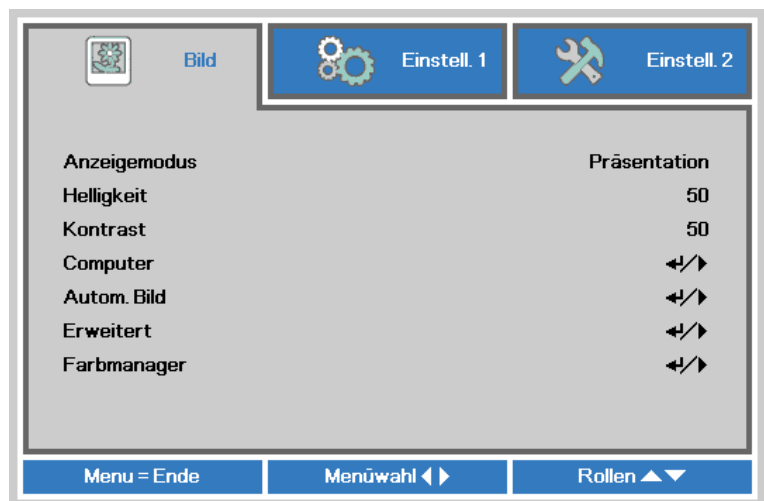 Bild
Einstell. 1
Einstell. 2
Anzeigemodus Präsentation
Helligkeit 50
Kontrast 50
Computer
Autom. Bild
Erweitert
Farbmanager
Menu = Ende
Menüwahl
Rollen